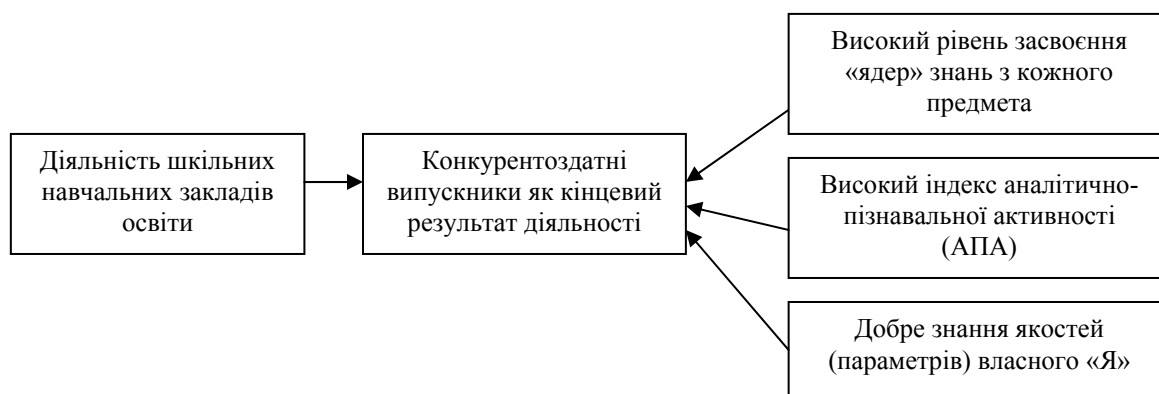 Діяльність шкільних
навчальних закладів
освіти
Конкурентоздатні
випускники як кінцевий
результат діяльності
Високий рівень засвоєння
«ядер» знань з кожного
предмета
Високий індекс аналітично-
пізнавальної активності
(АПА)
Добре знання якостей
(параметрів) власного «Я»